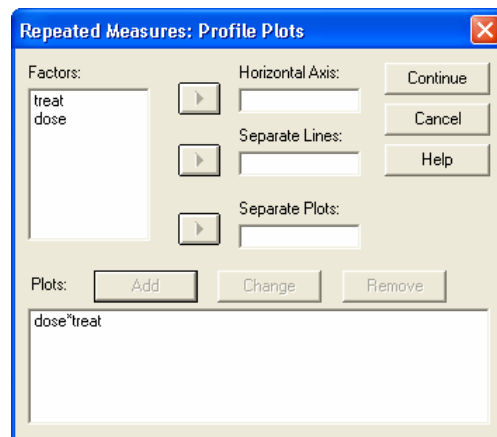 Repeated Measures: Profile Plots
Factors:
treat
dose
Horizontal Axis:
Separate Lines:
Separate Plots:
Continue
Cancel
Help
Plots:
Add
Change
Remove
dose*treat